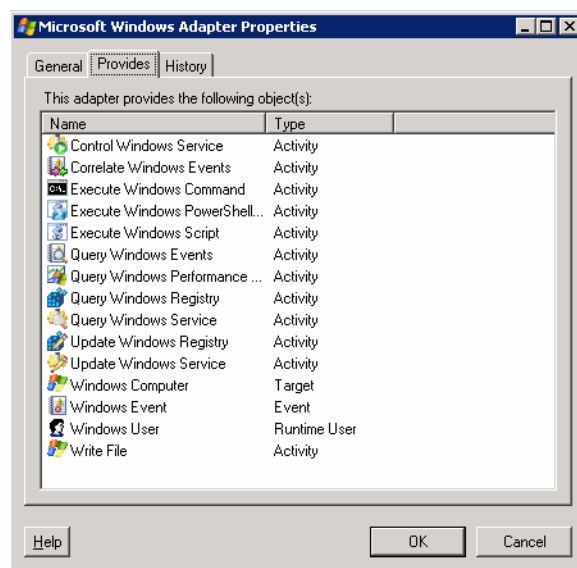 Microsoft Windows Adapter Properties
General Provides History
This adapter provides the following object(s):
Name Type
Control Windows Service Activity
Correlate Windows Events Activity
Execute Windows Command Activity
Execute Windows PowerShell... Activity
Execute Windows Script Activity
Query Windows Events Activity
Query Windows Performance ... Activity
Query Windows Registry Activity
Query Windows Service Activity
Update Windows Registry Activity
Update Windows Service Activity
Windows Computer Target
Windows Event Event
Windows User Runtime User
Write File Activity
Help OK Cancel